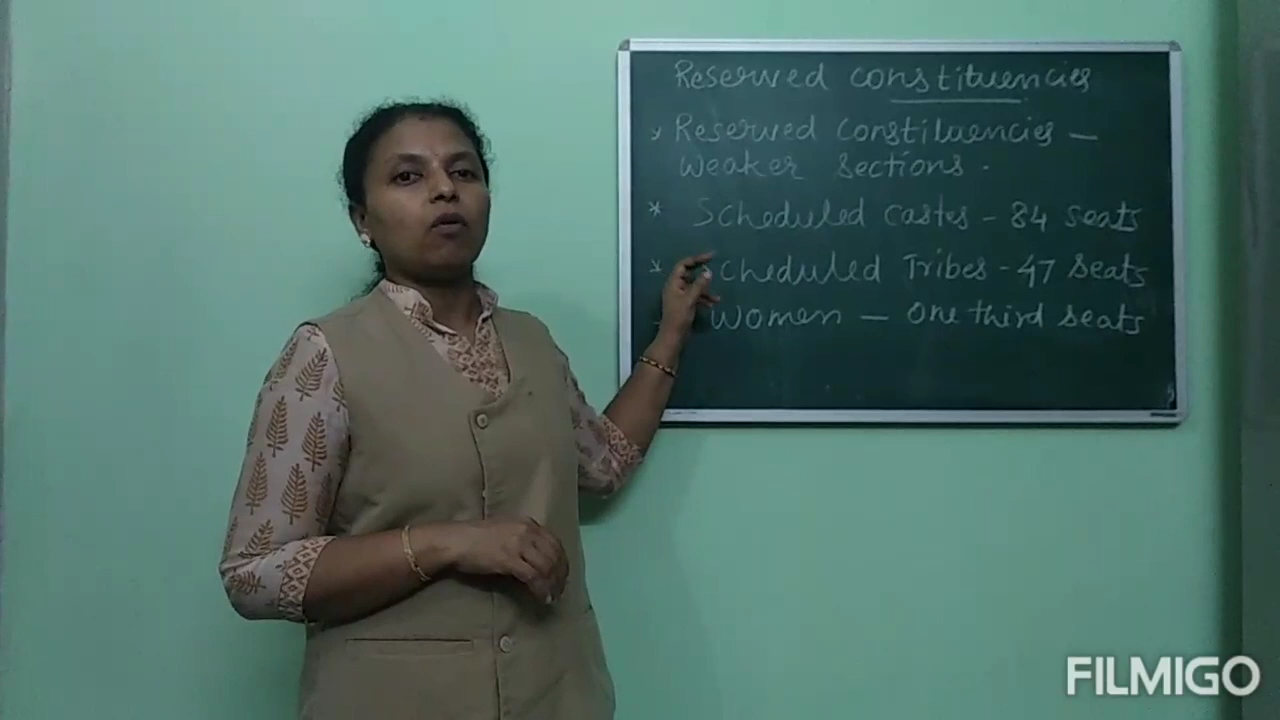 Reserved constituencies
* Reserved constituencies -
Weaker sections.
* Scheduled castes - 84 seats
* Scheduled Tribes - 47 seats
Women - One third seats
FILMIGO